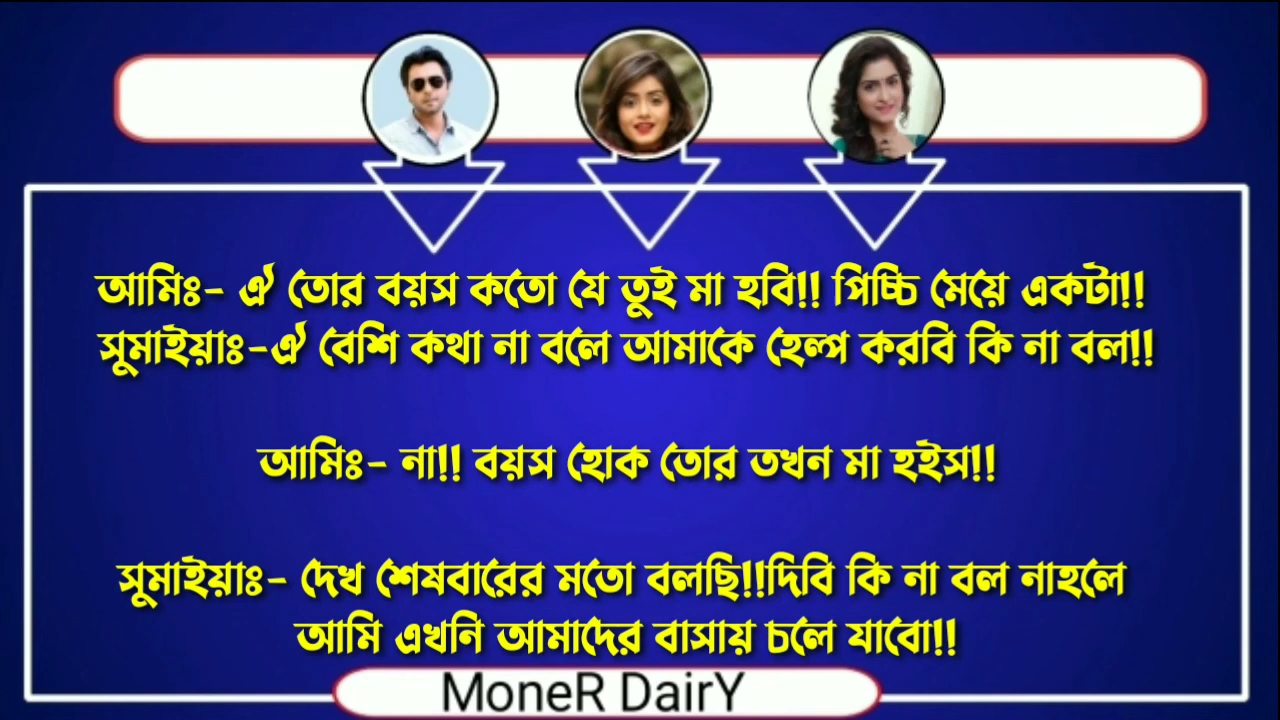 আমিঃ- ঐ তোর বয়স কতো যে তুই মা হবি!! পিচ্চি মেয়ে একটা!!
সুমাইয়াঃ-ঐ বেশি কথা না বলে আমাকে হেল্প করবি কি না বল!!
আমিঃ- না!! বয়স হোক তোর তখন মা হইস!!
সুমাইয়াঃ- দেখ শেষবারের মতো বলছি!!দিবি কি না বল নাহলে
আমি এখনি আমাদের বাসায় চলে যাবো!!
MoneR DairY